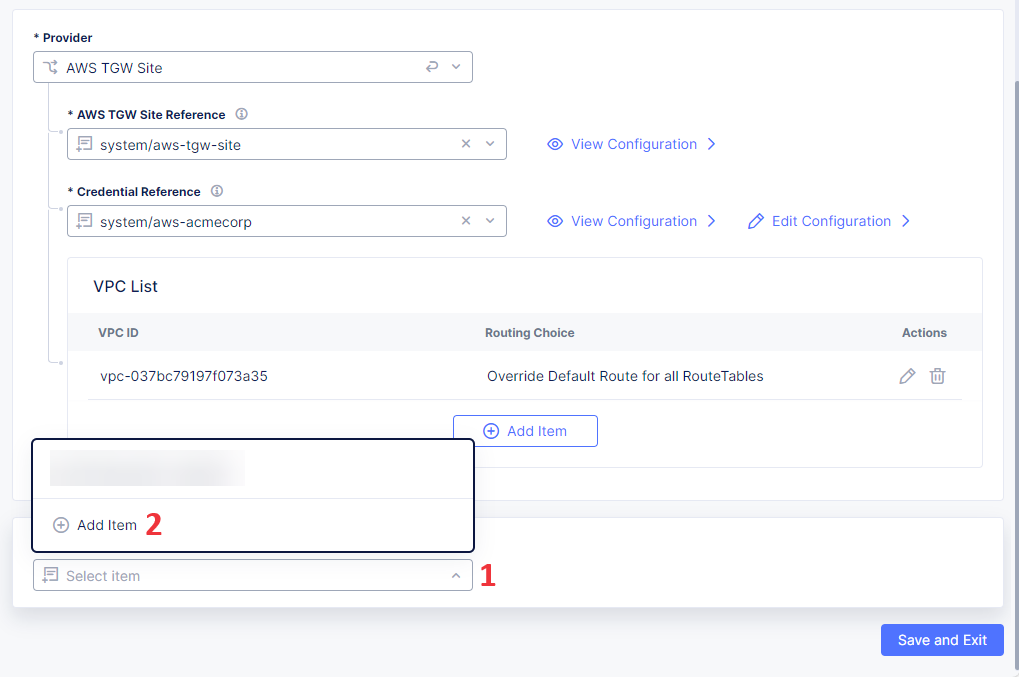 * Provider
AWS TGW Site
* AWS TGW Site Reference
system/aws-tgw-site
View Configuration
* Credential Reference
system/aws-acmecorp
View Configuration
Edit Configuration
VPC List
VPC ID Routing Choice Actions
vpc-037bc79197f073a35 Override Default Route for all RouteTables
Add Item
Add Item 2
Select item 1
Save and Exit